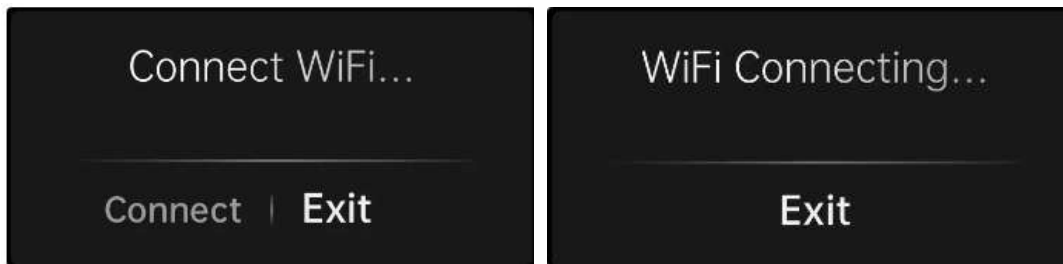 Connect WiFi...
Connect | Exit
WiFi Connecting...
Exit